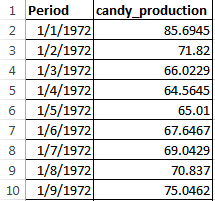 1 Period candy_production
2 1/1/1972 85.6945
3 1/2/1972 71.82
4 1/3/1972 66.0229
5 1/4/1972 64.5645
6 1/5/1972 65.01
7 1/6/1972 67.6467
8 1/7/1972 69.0429
9 1/8/1972 70.837
10 1/9/1972 75.0462